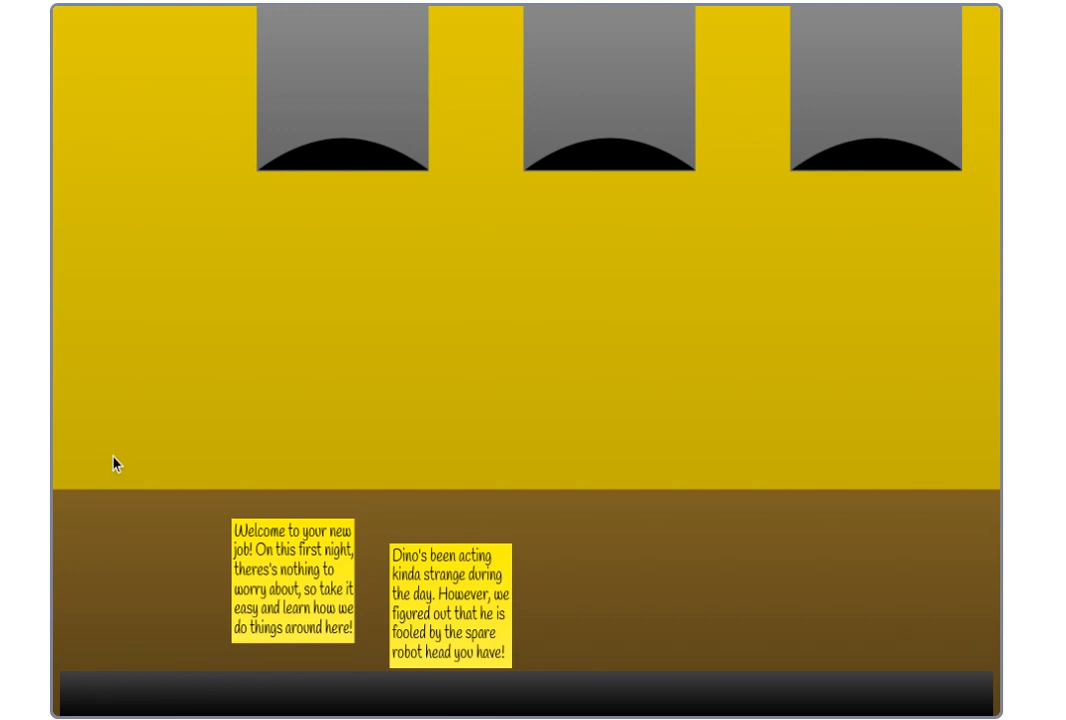 Welcome to your new
job! On this first night,
theres's nothing to
worry about, so take it
easy and learn how we
do things around here!
Dino's been acting
kinda strange during
the day. However, we
figured out that he is
fooled by the spare
robot head you have!